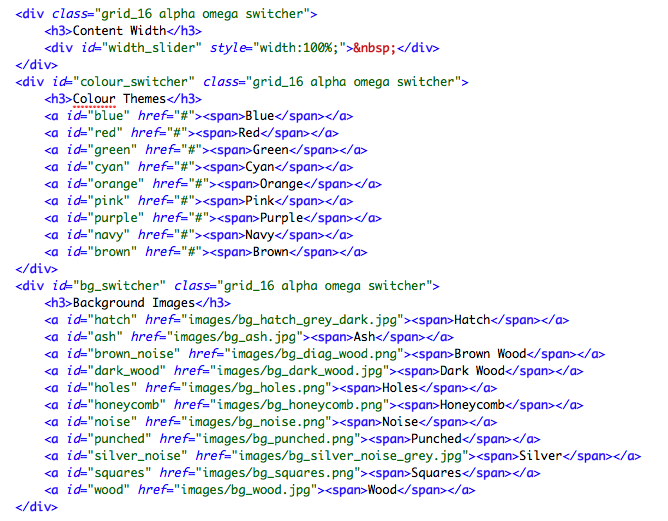 <div class="grid_16 alpha omega switcher">
    <h3>Content Width</h3>
    <div id="width_slider" style="width:100%;">&nbsp;</div>
</div>
<div id="colour_switcher" class="grid_16 alpha omega switcher">
    <h3>Colour Themes</h3>
    <a id="blue" href="#"><span>Blue</span></a>
    <a id="red" href="#"><span>Red</span></a>
    <a id="green" href="#"><span>Green</span></a>
    <a id="cyan" href="#"><span>Cyan</span></a>
    <a id="orange" href="#"><span>Orange</span></a>
    <a id="pink" href="#"><span>Pink</span></a>
    <a id="purple" href="#"><span>Purple</span></a>
    <a id="navy" href="#"><span>Navy</span></a>
    <a id="brown" href="#"><span>Brown</span></a>
</div>
<div id="bg_switcher" class="grid_16 alpha omega switcher">
    <h3>Background Images</h3>
    <a id="hatch" href="images/bg_hatch_grey_dark.jpg"><span>Hatch</span></a>
    <a id="ash" href="images/bg_ash.jpg"><span>Ash</span></a>
    <a id="brown_noise" href="images/bg_diag_wood.png"><span>Brown Wood</span></a>
    <a id="dark_wood" href="images/bg_dark_wood.jpg"><span>Dark Wood</span></a>
    <a id="holes" href="images/bg_holes.png"><span>Holes</span></a>
    <a id="honeycomb" href="images/bg_honeycomb.png"><span>Honeycomb</span></a>
    <a id="noise" href="images/bg_noise.png"><span>Noise</span></a>
    <a id="punched" href="images/bg_punched.png"><span>Punched</span></a>
    <a id="silver_noise" href="images/bg_silver_noise_grey.jpg"><span>Silver</span></a>
    <a id="squares" href="images/bg_squares.png"><span>Squares</span></a>
    <a id="wood" href="images/bg_wood.jpg"><span>Wood</span></a>
</div>